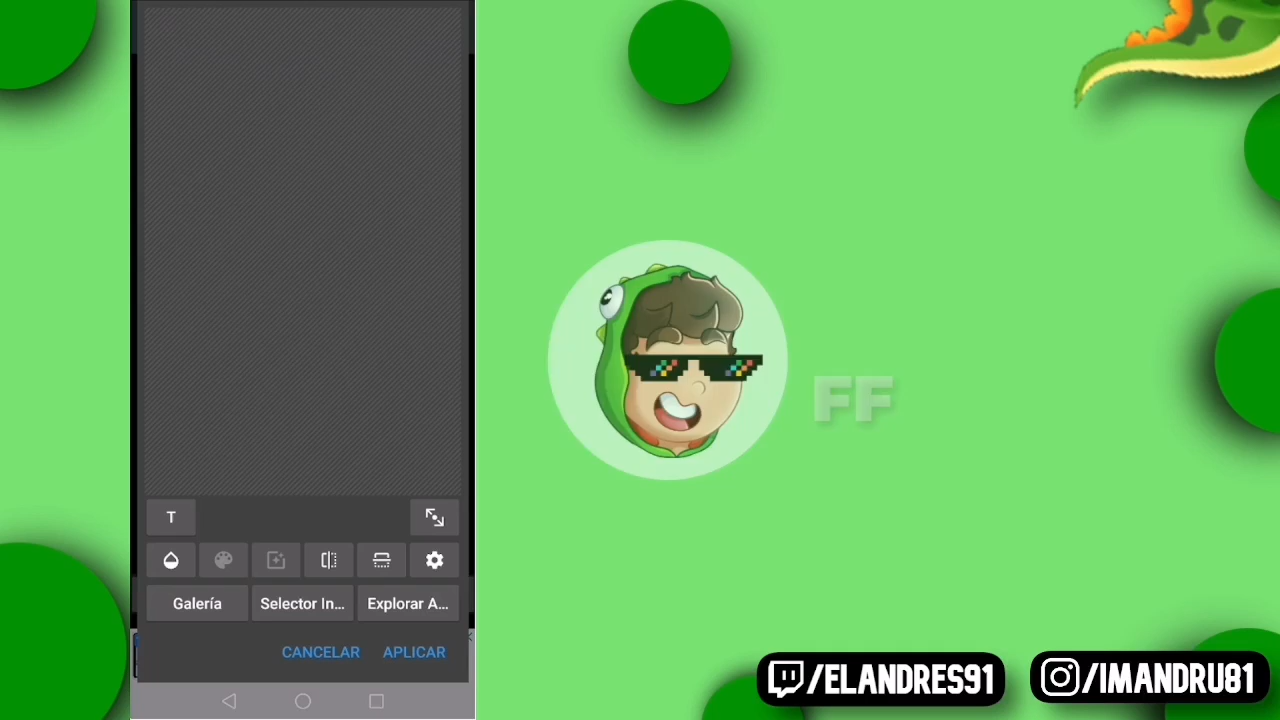 T
Galería Selector In... Explorar A...
CANCELAR APLICAR
FF
/ELANDRES91 /IMANDRU81